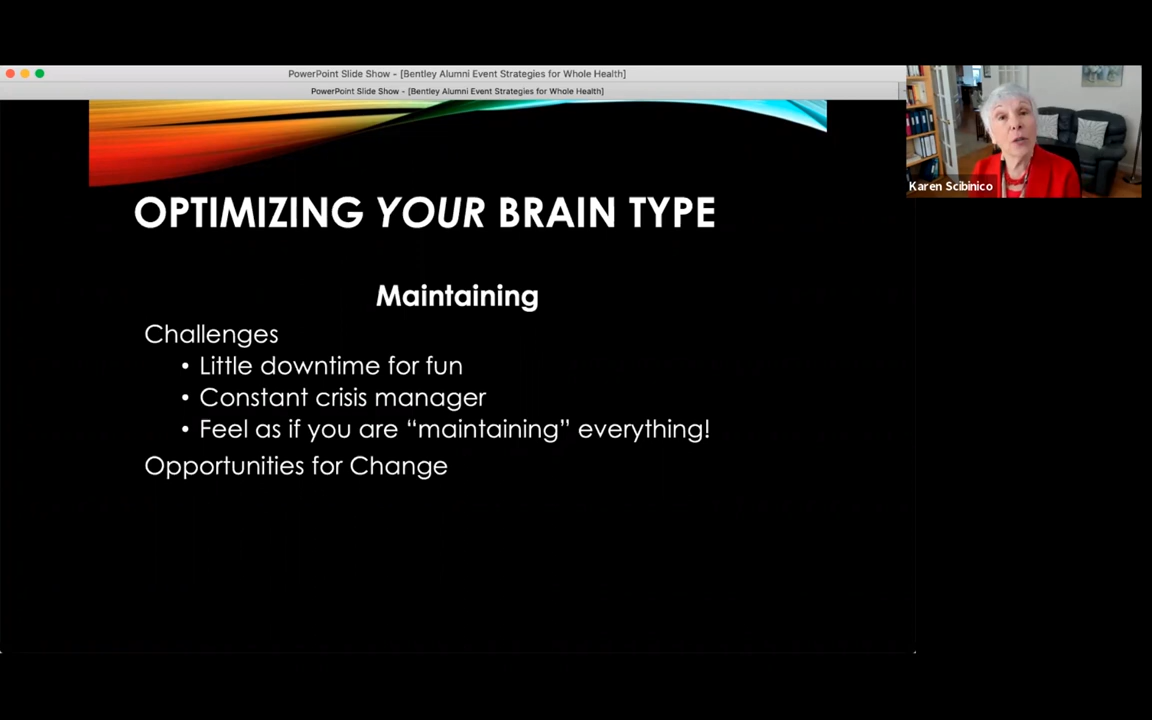 PowerPoint Slide Show - [Bentley Alumni Event Strategies for Whole Health]
PowerPoint Slide Show - [Bentley Alumni Event Strategies for Whole Health]
Karen Scibinico
OPTIMIZING YOUR BRAIN TYPE
Maintaining
Challenges
• Little downtime for fun
• Constant crisis manager
• Feel as if you are “maintaining” everything!
Opportunities for Change